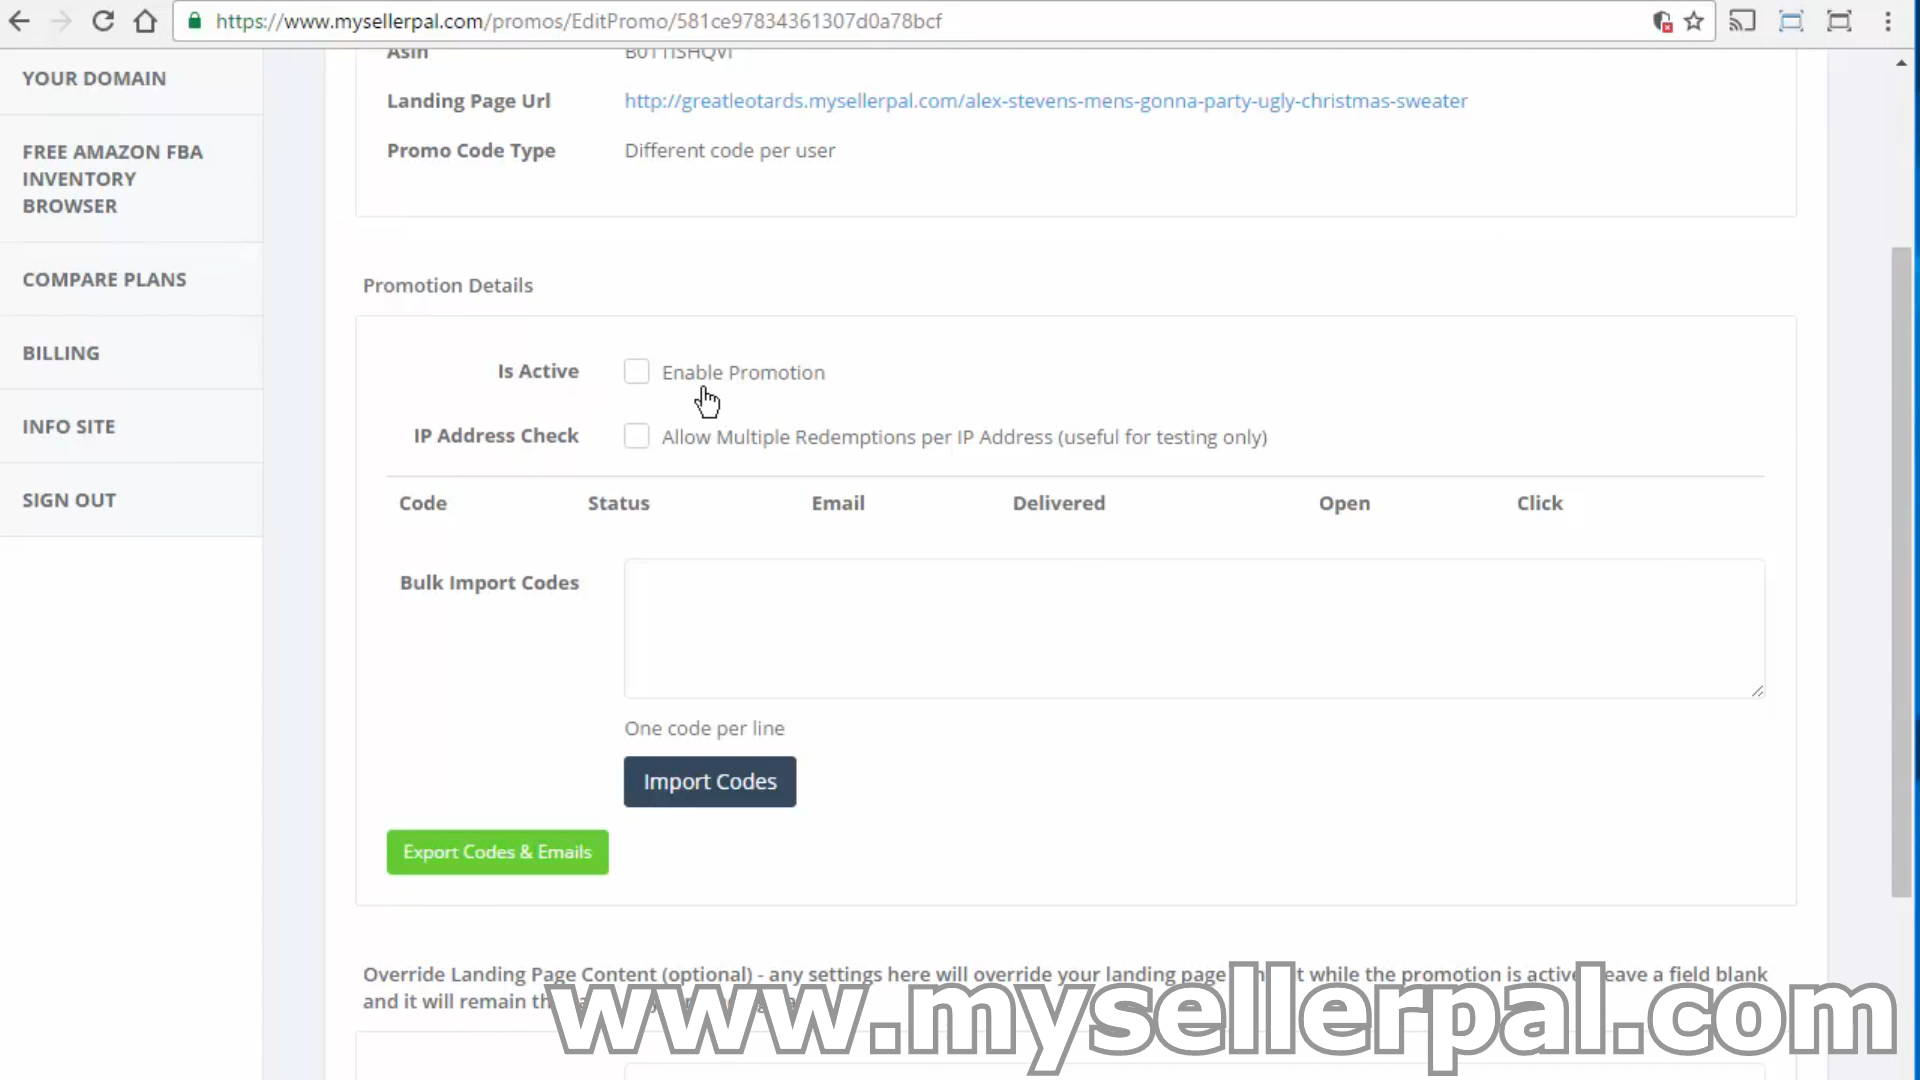 https://www.mysellerpal.com/promos/EditPromo/581ce97834361307d0a78bcf
YOUR DOMAIN
FREE AMAZON FBA
INVENTORY
BROWSER
COMPARE PLANS
BILLING
INFO SITE
SIGN OUT
Asin
Landing Page Url http://greatleotards.mysellerpal.com/alex-stevens-mens-gonna-party-ugly-christmas-sweater
Promo Code Type Different code per user
Promotion Details
Is Active Enable Promotion
IP Address Check Allow Multiple Redemptions per IP Address (useful for testing only)
Code Status Email Delivered Open Click
Bulk Import Codes
One code per line
Import Codes
Export Codes & Emails
Override Landing Page Content (optional) - any settings here will override your landing page while the promotion is active eave a field blank
and it will remain
www.mysellerpal.com